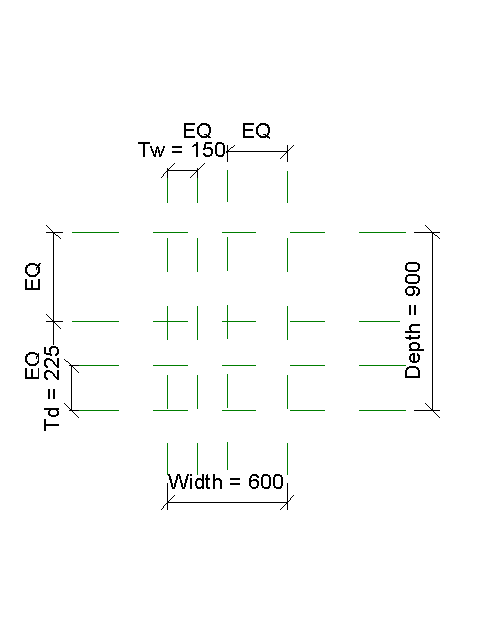 EQ EQ
Tw = 150
EQ
Depth = 900
EQ
Td = 225
Width = 600